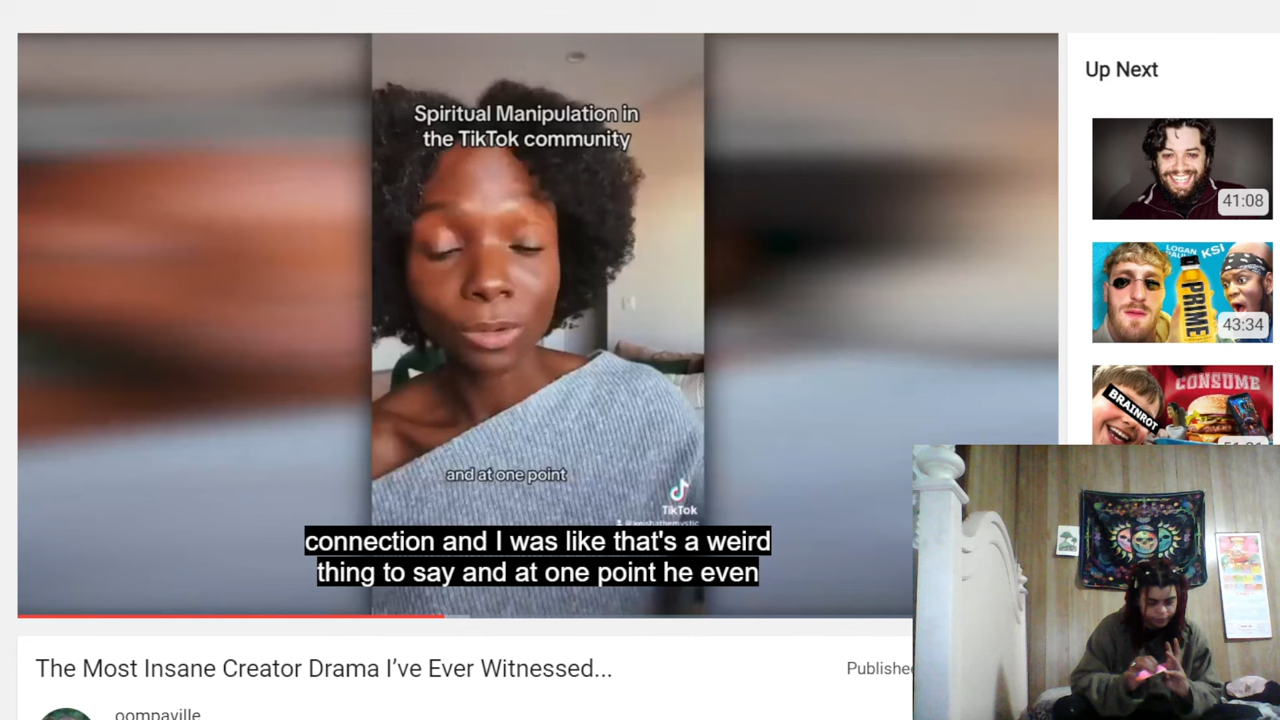 Up Next
Spiritual Manipulation in
the TikTok community
41:08
LOGAN
PAUL
KSI
PRIME
43:34
CONSUME
BRAINROT
and at one point
TikTok
connection and I was like that's a weird
thing to say and at one point he even
The Most Insane Creator Drama I've Ever Witnessed...
Published
oompaville